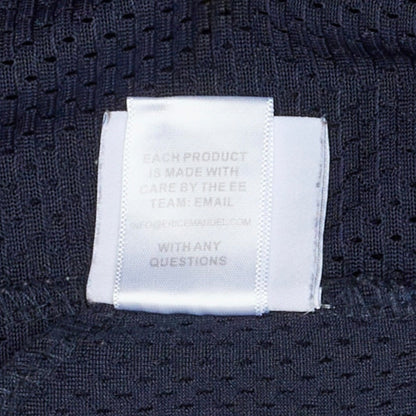 EACH PRODUCT
IS MADE WITH
CARE BY THE EE
TEAM: EMAIL
INFO@ERICEMANUEL.COM
WITH ANY
QUESTIONS